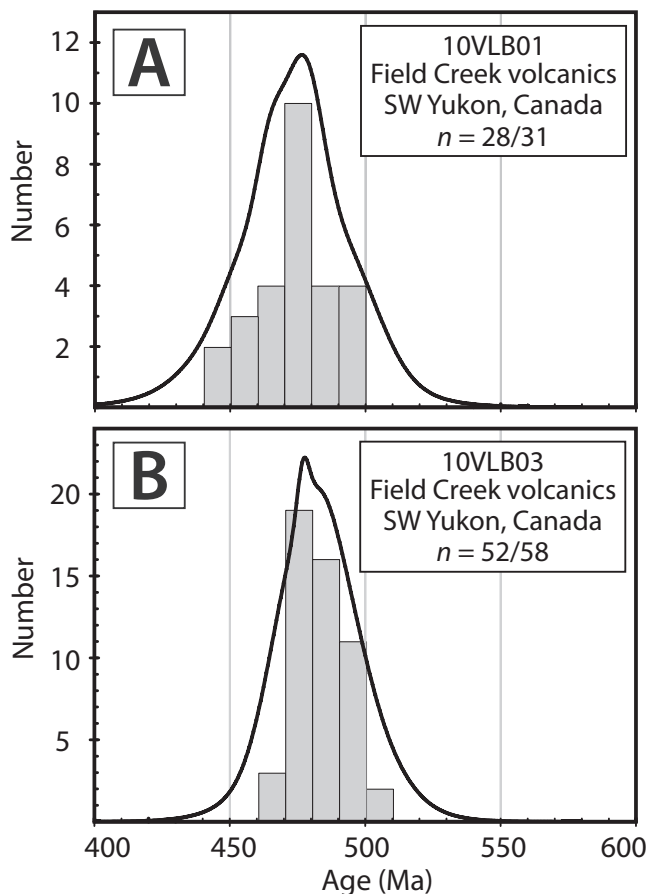 A
10VLB01
Field Creek volcanics
SW Yukon, Canada
n = 28/31
12
10
8
6
4
2
Number
B
10VLB03
Field Creek volcanics
SW Yukon, Canada
n = 52/58
20
15
10
5
Number
400 450 500 550 600
Age (Ma)